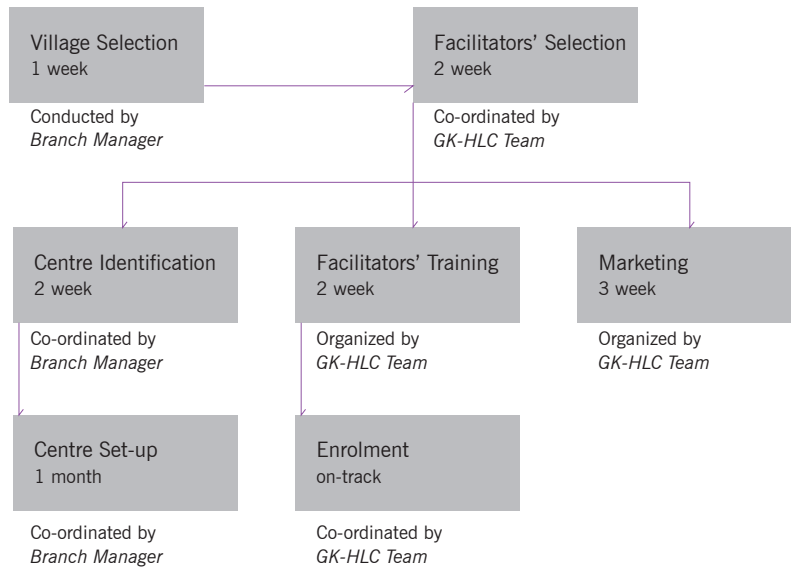 Village Selection
1 week
Conducted by
Branch Manager
Facilitators’ Selection
2 week
Co-ordinated by
GK-HLC Team
Centre Identification
2 week
Co-ordinated by
Branch Manager
Facilitators’ Training
2 week
Organized by
GK-HLC Team
Marketing
3 week
Organized by
GK-HLC Team
Centre Set-up
1 month
Co-ordinated by
Branch Manager
Enrolment
on-track
Co-ordinated by
GK-HLC Team